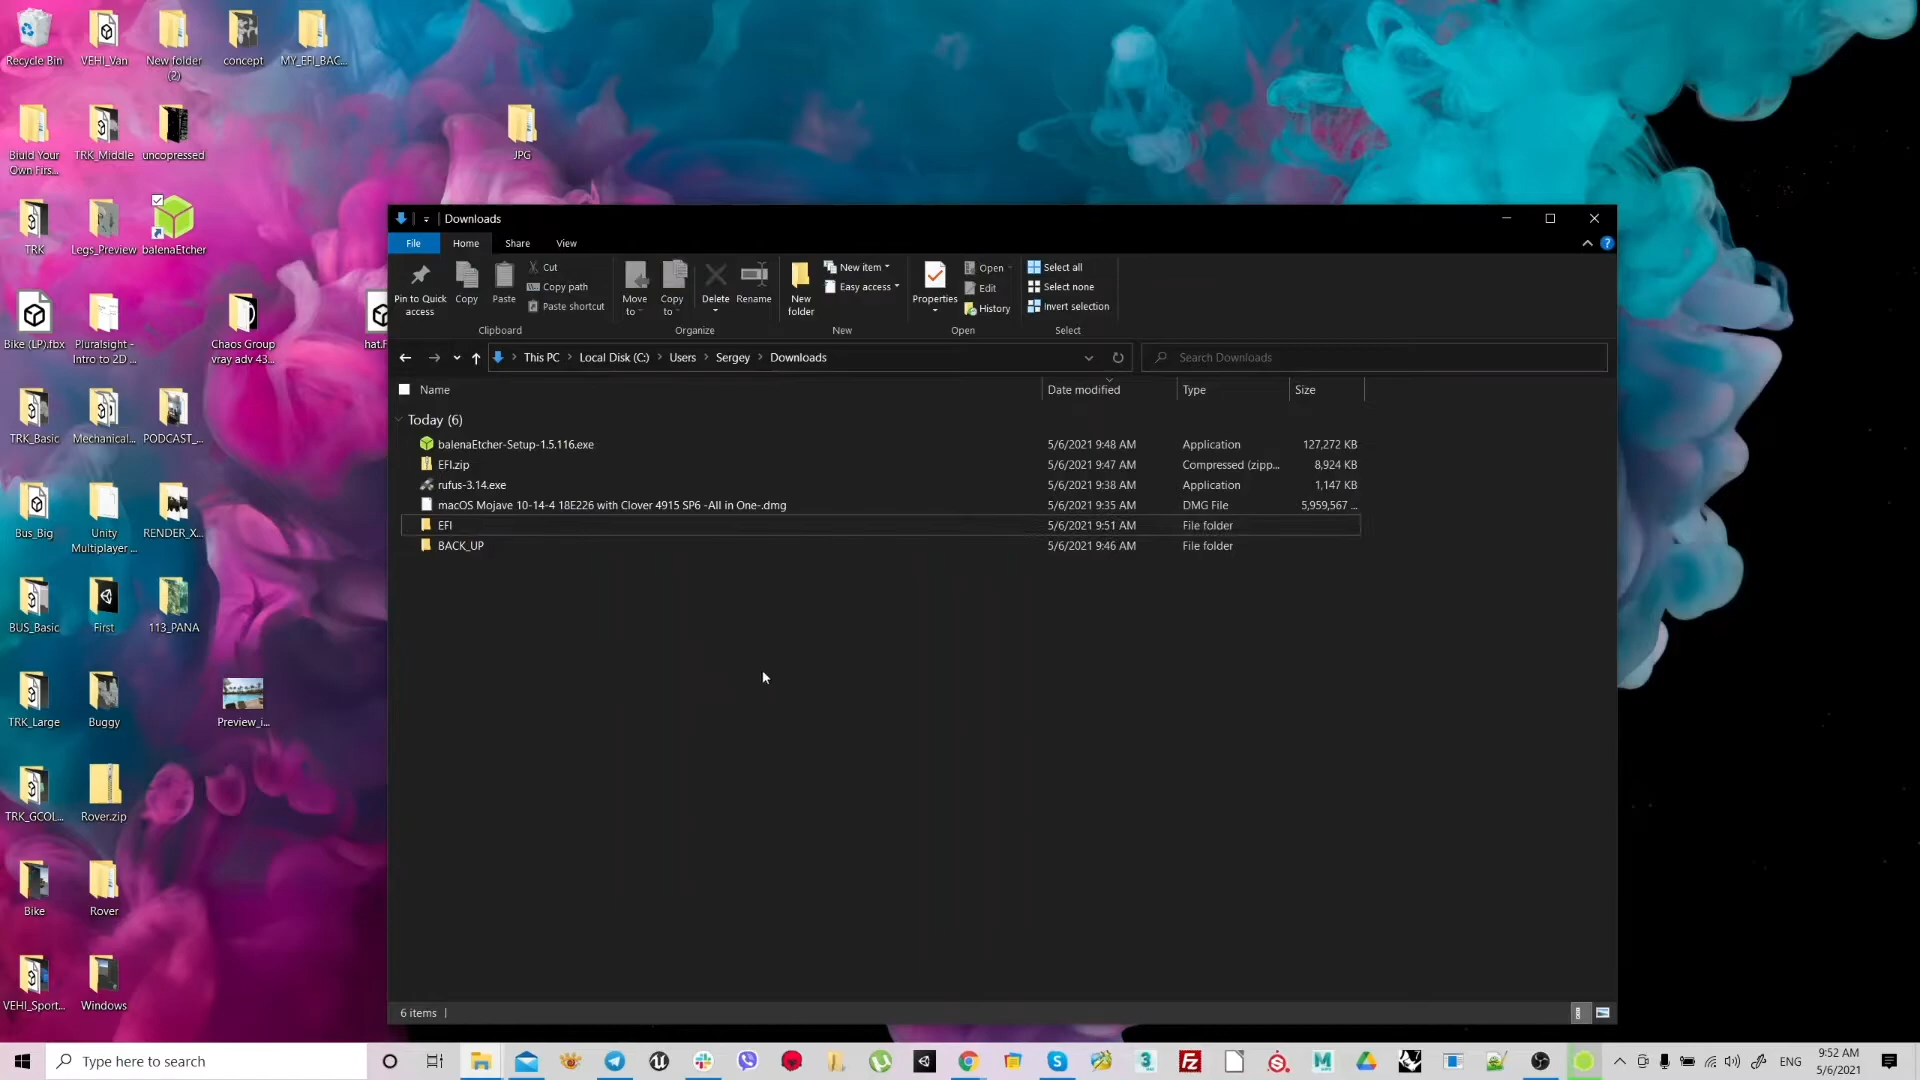 Recycle Bin
VEHI_Van
New folder
(2)
concept
MY_EFI_BAC...
Biuld Your
Own Firs...
TRK_Middle
uncopressed
JPG
TRK
Legs_Preview
balenaEtcher
Bike (LP).fbx
Pluralsight -
Intro to 2D ...
Chaos Group
vray adv 43...
hat.F
TRK_Basic
Mechanical...
PODCAST_...
Bus_Big
Unity
Multiplayer ...
RENDER_X...
BUS_Basic
First
113_PANA
TRK_Large
Buggy
Preview_i...
TRK_GCOL...
Rover.zip
Bike
Rover
VEHI_Sport...
Windows
Downloads
File
Home
Share
View
Pin to Quick
access
Copy
Paste
Cut
Copy path
Paste shortcut
Clipboard
Move
to
Copy
to
Delete
Rename
Organize
New
folder
New item
Easy access
New
Properties
Open
Edit
History
Open
Select all
Select none
Invert selection
Select
This PC > Local Disk (C:) > Users > Sergey > Downloads
Search Downloads
Name Date modified Type Size
Today (6)
balenaEtcher-Setup-1.5.116.exe 5/6/2021 9:48 AM Application 127,272 KB
EFI.zip 5/6/2021 9:47 AM Compressed (zipp... 8,924 KB
rufus-3.14.exe 5/6/2021 9:38 AM Application 1,147 KB
macOS Mojave 10-14-4 18E226 with Clover 4915 SP6 -All in One-.dmg 5/6/2021 9:35 AM DMG File 5,959,567 ...
EFI 5/6/2021 9:51 AM File folder
BACK_UP 5/6/2021 9:46 AM File folder
6 items
Type here to search
ENG
9:52 AM
5/6/2021